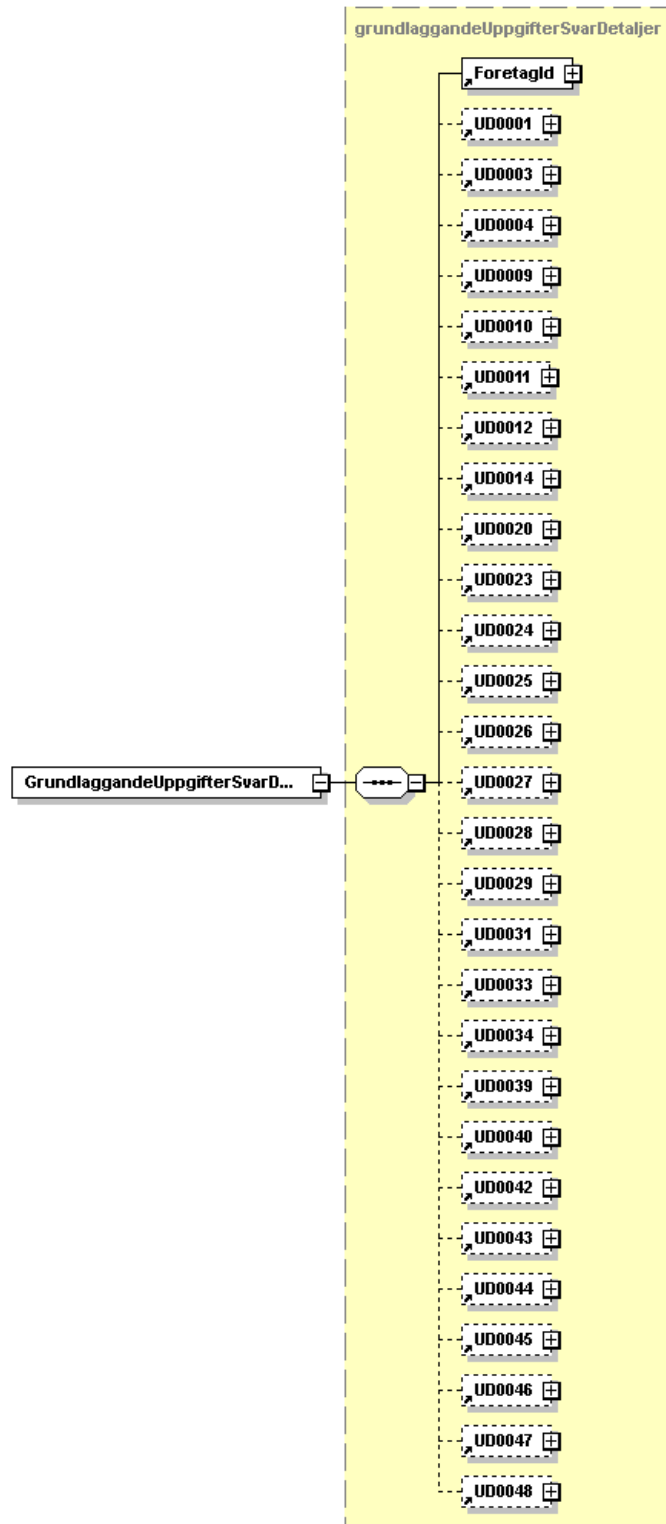 grundlaggandeUppgifterSvarDetaljer
ForetagId
UD0001
UD0003
UD0004
UD0009
UD0010
UD0011
UD0012
UD0014
UD0020
UD0023
UD0024
UD0025
UD0026
GrundlaggandeUppgifterSvarD...
UD0027
UD0028
UD0029
UD0031
UD0033
UD0034
UD0039
UD0040
UD0042
UD0043
UD0044
UD0045
UD0046
UD0047
UD0048